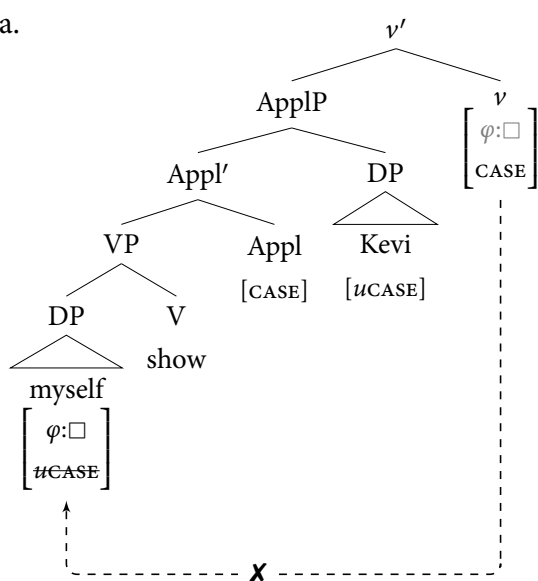 a.
v′
ApplP v
φ:□
CASE
Appl′ DP
VP Appl Kevi
[CASE] [uCASE]
DP V
show
myself
φ:□
uCASE
✗